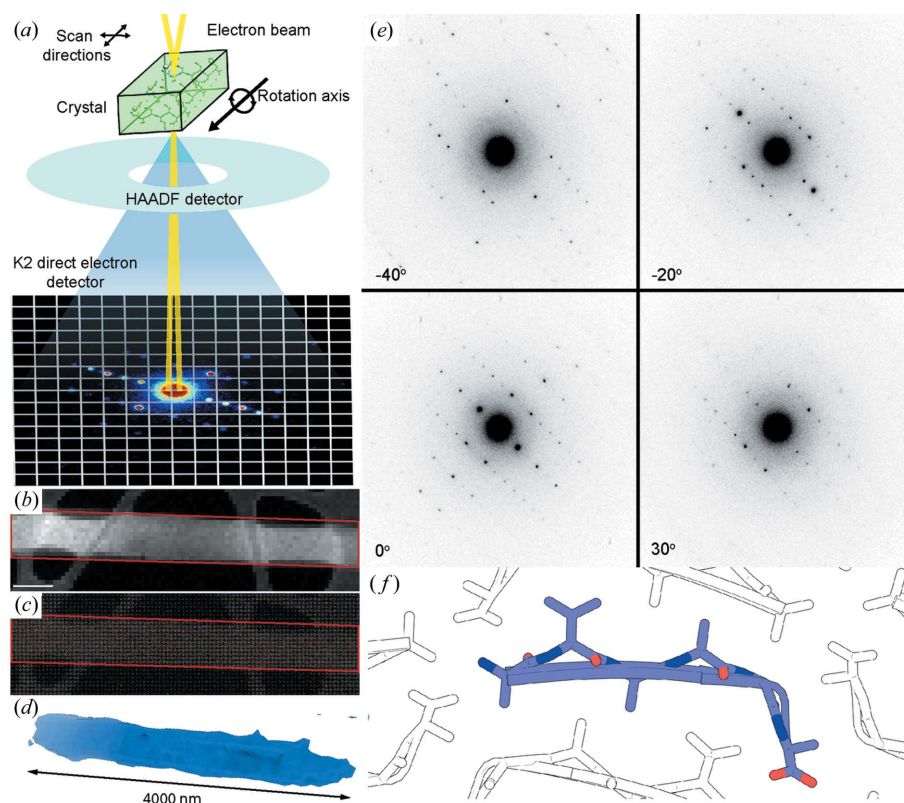 (a)
Scan
directions
Electron beam
Crystal
Rotation axis
HAADF detector
K2 direct electron
detector
(b)
(c)
(d)
4000 nm
(e)
-40°
-20°
0°
30°
(f)